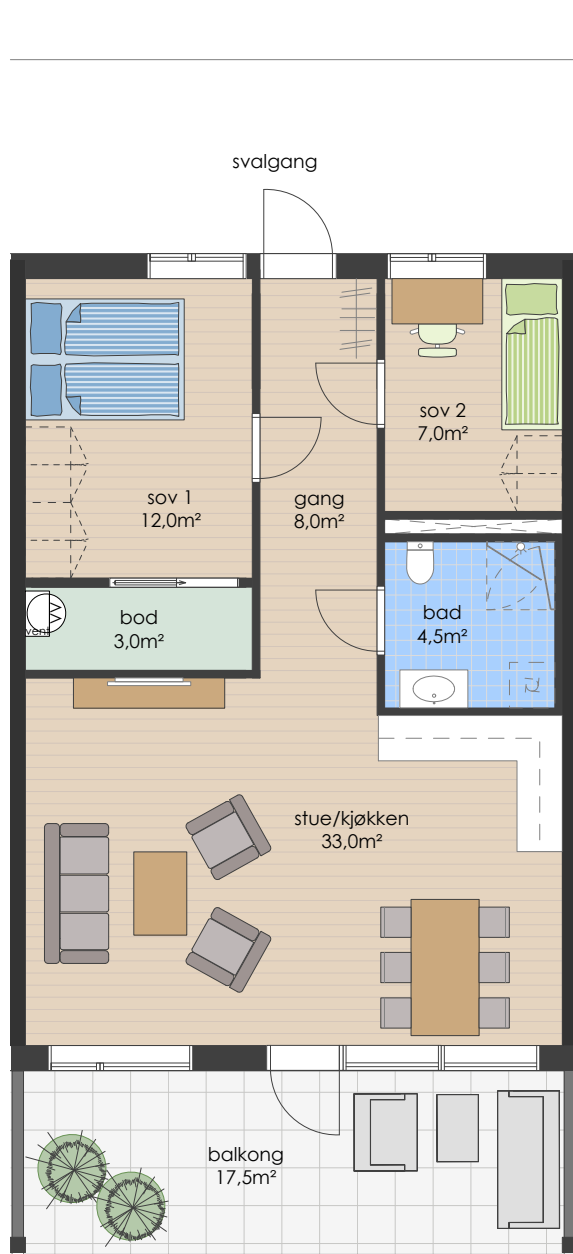 svalgang
sov 2
7,0m²
sov 1
12,0m²
gang
8,0m²
bod
3,0m²
vent
bad
4,5m²
stue/kjøkken
33,0m²
balkong
17,5m²